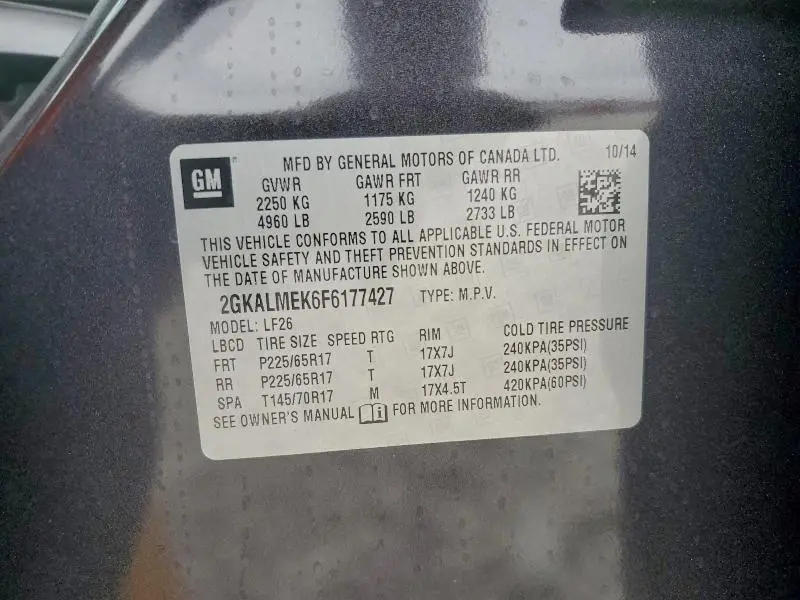 GM
MFD BY GENERAL MOTORS OF CANADA LTD. 10/14
GVWR GAWR FRT GAWR RR
2250 KG 1175 KG 1240 KG
4960 LB 2590 LB 2733 LB
THIS VEHICLE CONFORMS TO ALL APPLICABLE U.S. FEDERAL MOTOR
VEHICLE SAFETY AND THEFT PREVENTION STANDARDS IN EFFECT ON
THE DATE OF MANUFACTURE SHOWN ABOVE.
2GKALMEK6F6177427 TYPE: M.P.V.
MODEL: LF26
LBCD TIRE SIZE SPEED RTG RIM COLD TIRE PRESSURE
FRT P225/65R17 T 17X7J 240KPA(35PSI)
RR P225/65R17 T 17X7J 240KPA(35PSI)
SPA T145/70R17 M 17X4.5T 420KPA(60PSI)
SEE OWNER'S MANUAL i FOR MORE INFORMATION.